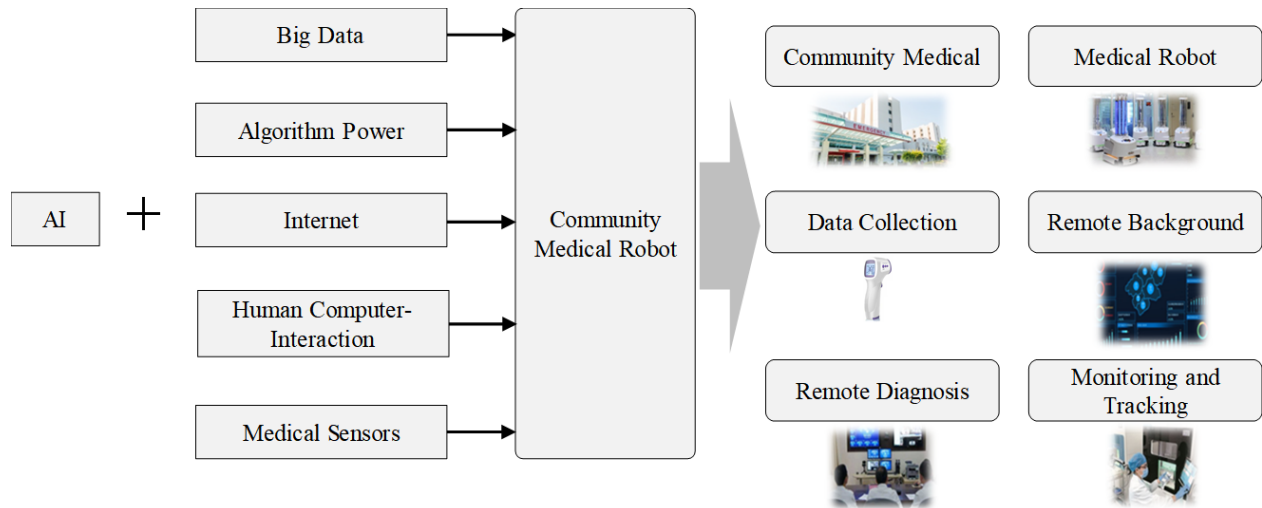 AI
Big Data
Algorithm Power
Internet
Human Computer-
Interaction
Medical Sensors
Community
Medical Robot
Community Medical
Medical Robot
EMERGENCY
Data Collection
Remote Background
Remote Diagnosis
Monitoring and
Tracking